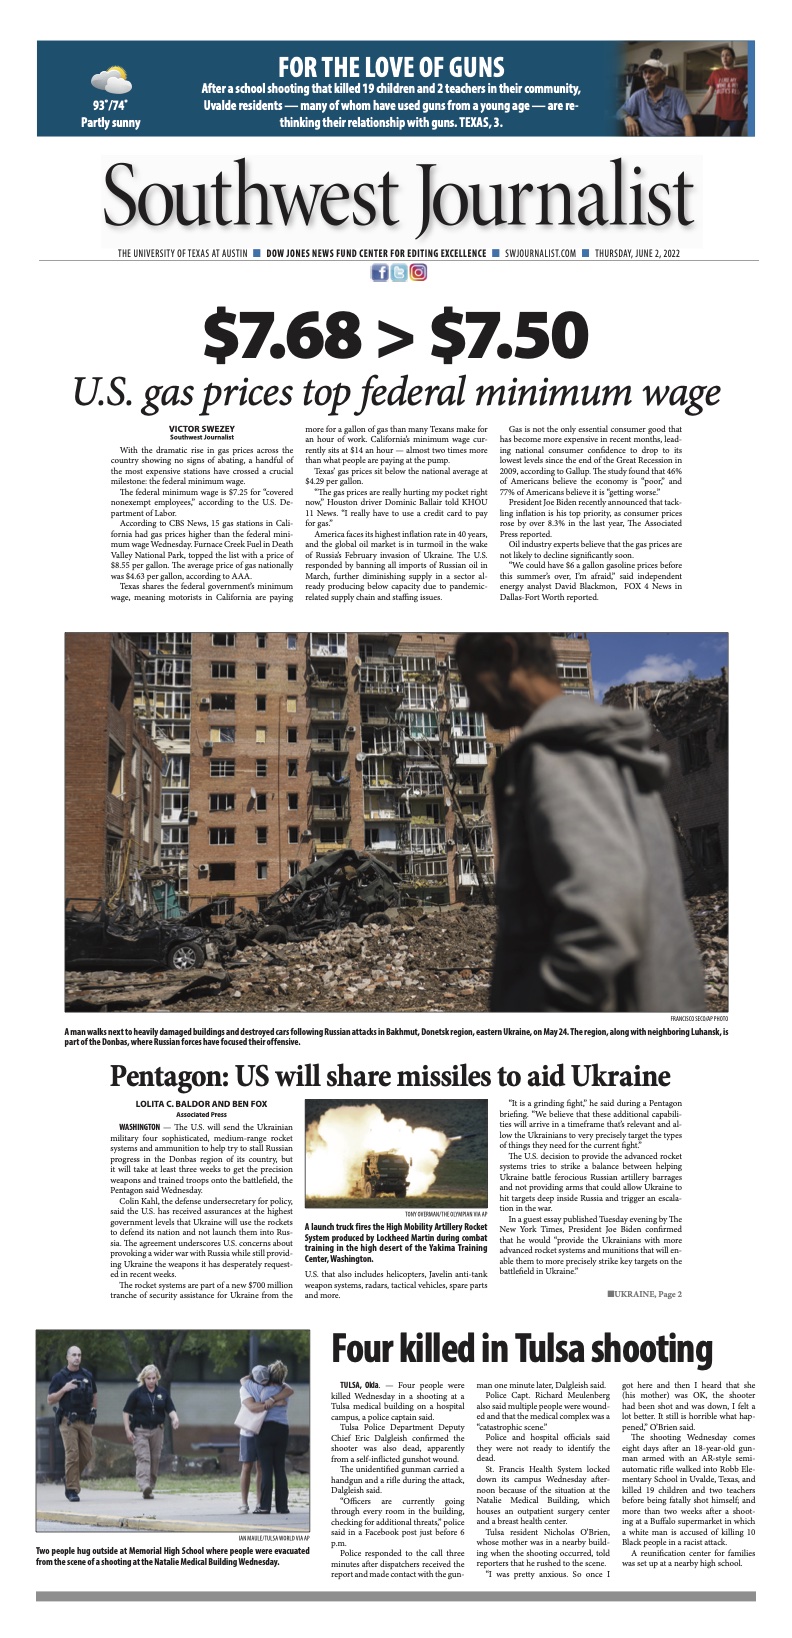 FOR THE LOVE OF GUNS
After a school shooting that killed 19 children and 2 teachers in their community,
Uvalde residents — many of whom have used guns from a young age — are re-
thinking their relationship with guns. TEXAS, 3.
93˚/74˚
Partly sunny
Southwest Journalist
THE UNIVERSITY OF TEXAS AT AUSTIN ■ DOW JONES NEWS FUND CENTER FOR EDITING EXCELLENCE ■ SWJOURNALIST.COM ■ THURSDAY, JUNE 2, 2022
$7.68 > $7.50
U.S. gas prices top federal minimum wage
VICTOR SWEZEY
Southwest Journalist
With the dramatic rise in gas prices across the
country showing no signs of abating, a handful of
the most expensive stations have crossed a crucial
milestone: the federal minimum wage.
The federal minimum wage is $7.25 for “covered
nonexempt employees,” according to the U.S. De-
partment of Labor.
According to CBS News, 15 gas stations in Cali-
fornia had gas prices higher than the federal mini-
mum wage Wednesday. Furnace Creek Fuel in Death
Valley National Park, topped the list with a price of
$8.55 per gallon. The average price of gas nationally
was $4.63 per gallon, according to AAA.
Texas shares the federal government’s minimum
wage, meaning motorists in California are paying
more for a gallon of gas than many Texans make for
an hour of work. California’s minimum wage cur-
rently sits at $14 an hour — almost two times more
than what people are paying at the pump.
Texas’ gas prices sit below the national average at
$4.29 per gallon.
“The gas prices are really hurting my pocket right
now,” Houston driver Dominic Ballair told KHOU
11 News. “I really have to use a credit card to pay
for gas.”
America faces its highest inflation rate in 40 years,
and the global oil market is in turmoil in the wake
of Russia’s February invasion of Ukraine. The U.S.
responded by banning all imports of Russian oil in
March, further diminishing supply in a sector al-
ready producing below capacity due to pandemic-
related supply chain and staffing issues.
Gas is not the only essential consumer good that
has become more expensive in recent months, lead-
ing national consumer confidence to drop to its
lowest levels since the end of the Great Recession in
2009, according to Gallup. The study found that 46%
of Americans believe the economy is “poor,” and
77% of Americans believe it is “getting worse.”
President Joe Biden recently announced that tack-
ling inflation is his top priority, as consumer prices
rose by over 8.3% in the last year, The Associated
Press reported.
Oil industry experts believe that the gas prices are
not likely to decline significantly soon.
“We could have $6 a gallon gasoline prices before
this summer’s over, I’m afraid,” said independent
energy analyst David Blackmon, FOX 4 News in
Dallas-Fort Worth reported.
FRANCISCO SECO/AP PHOTO
A man walks next to heavily damaged buildings and destroyed cars following Russian attacks in Bakhmut, Donetsk region, eastern Ukraine, on May 24. The region, along with neighboring Luhansk, is
part of the Donbas, where Russian forces have focused their offensive.
Pentagon: US will share missiles to aid Ukraine
LOLITA C. BALDOR AND BEN FOX
Associated Press
WASHINGTON — The U.S. will send the Ukrainian
military four sophisticated, medium-range rocket
systems and ammunition to help try to stall Russian
progress in the Donbas region of its country, but
it will take at least three weeks to get the precision
weapons and trained troops onto the battlefield, the
Pentagon said Wednesday.
Colin Kahl, the defense undersecretary for policy,
said the U.S. has received assurances at the highest
government levels that Ukraine will use the rockets
to defend its nation and not launch them into Rus-
sia. The agreement underscores U.S. concerns about
provoking a wider war with Russia while still provid-
ing Ukraine the weapons it has desperately request-
ed in recent weeks.
The rocket systems are part of a new $700 million
tranche of security assistance for Ukraine from the
TONY OVERMAN/THE OLYMPIAN VIA AP
A launch truck fires the High Mobility Artillery Rocket
System produced by Lockheed Martin during combat
training in the high desert of the Yakima Training
Center, Washington.
U.S. that also includes helicopters, Javelin anti-tank
weapon systems, radars, tactical vehicles, spare parts
and more.
“It is a grinding fight,” he said during a Pentagon
briefing. “We believe that these additional capabili-
ties will arrive in a timeframe that’s relevant and al-
low the Ukrainians to very precisely target the types
of things they need for the current fight.”
The U.S. decision to provide the advanced rocket
systems tries to strike a balance between helping
Ukraine battle ferocious Russian artillery barrages
and not providing arms that could allow Ukraine to
hit targets deep inside Russia and trigger an escala-
tion in the war.
In a guest essay published Tuesday evening by The
New York Times, President Joe Biden confirmed
that he would “provide the Ukrainians with more
advanced rocket systems and munitions that will en-
able them to more precisely strike key targets on the
battlefield in Ukraine.”
■UKRAINE, Page 2
IAN MAULE/TULSA WORLD VIA AP
Two people hug outside at Memorial High School where people were evacuated
from the scene of a shooting at the Natalie Medical Building Wednesday.
Four killed in Tulsa shooting
TULSA, Okla. — Four people were
killed Wednesday in a shooting at a
Tulsa medical building on a hospital
campus, a police captain said.
Tulsa Police Department Deputy
Chief Eric Dalgleish confirmed the
shooter was also dead, apparently
from a self-inflicted gunshot wound.
The unidentified gunman carried a
handgun and a rifle during the attack,
Dalgleish said.
“Officers are currently going
through every room in the building,
checking for additional threats,” police
said in a Facebook post just before 6
p.m.
Police responded to the call three
minutes after dispatchers received the
report and made contact with the gun-
man one minute later, Dalgleish said.
Police Capt. Richard Meulenberg
also said multiple people were wound-
ed and that the medical complex was a
“catastrophic scene.”
Police and hospital officials said
they were not ready to identify the
dead.
St. Francis Health System locked
down its campus Wednesday after-
noon because of the situation at the
Natalie Medical Building, which
houses an outpatient surgery center
and a breast health center.
Tulsa resident Nicholas O’Brien,
whose mother was in a nearby build-
ing when the shooting occurred, told
reporters that he rushed to the scene.
“I was pretty anxious. So once I
got here and then I heard that she
(his mother) was OK, the shooter
had been shot and was down, I felt a
lot better. It still is horrible what hap-
pened,” O’Brien said.
The shooting Wednesday comes
eight days after an 18-year-old gun-
man armed with an AR-style semi-
automatic rifle walked into Robb Ele-
mentary School in Uvalde, Texas, and
killed 19 children and two teachers
before being fatally shot himself; and
more than two weeks after a shoot-
ing at a Buffalo supermarket in which
a white man is accused of killing 10
Black people in a racist attack.
A reunification center for families
was set up at a nearby high school.